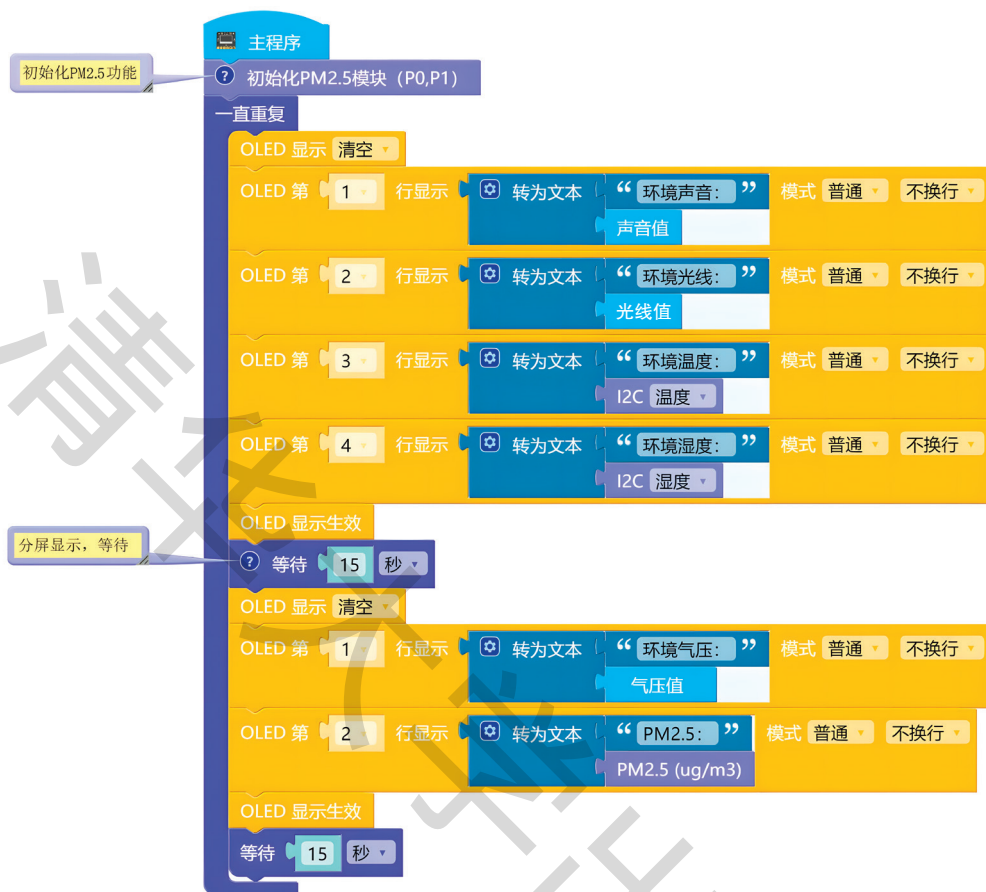 主程序
初始化PM2.5功能
初始化PM2.5模块（P0,P1）
一直重复
OLED 显示 清空
OLED 第 1 行显示 转为文本 “ 环境声音： ” 模式 普通 不换行
声音值
OLED 第 2 行显示 转为文本 “ 环境光线： ” 模式 普通 不换行
光线值
OLED 第 3 行显示 转为文本 “ 环境温度： ” 模式 普通 不换行
I2C 温度
OLED 第 4 行显示 转为文本 “ 环境湿度： ” 模式 普通 不换行
I2C 湿度
OLED 显示生效
分屏显示，等待
等待 15 秒
OLED 显示 清空
OLED 第 1 行显示 转为文本 “ 环境气压： ” 模式 普通 不换行
气压值
OLED 第 2 行显示 转为文本 “ PM2.5： ” 模式 普通 不换行
PM2.5 (ug/m3)
OLED 显示生效
等待 15 秒
清华大学